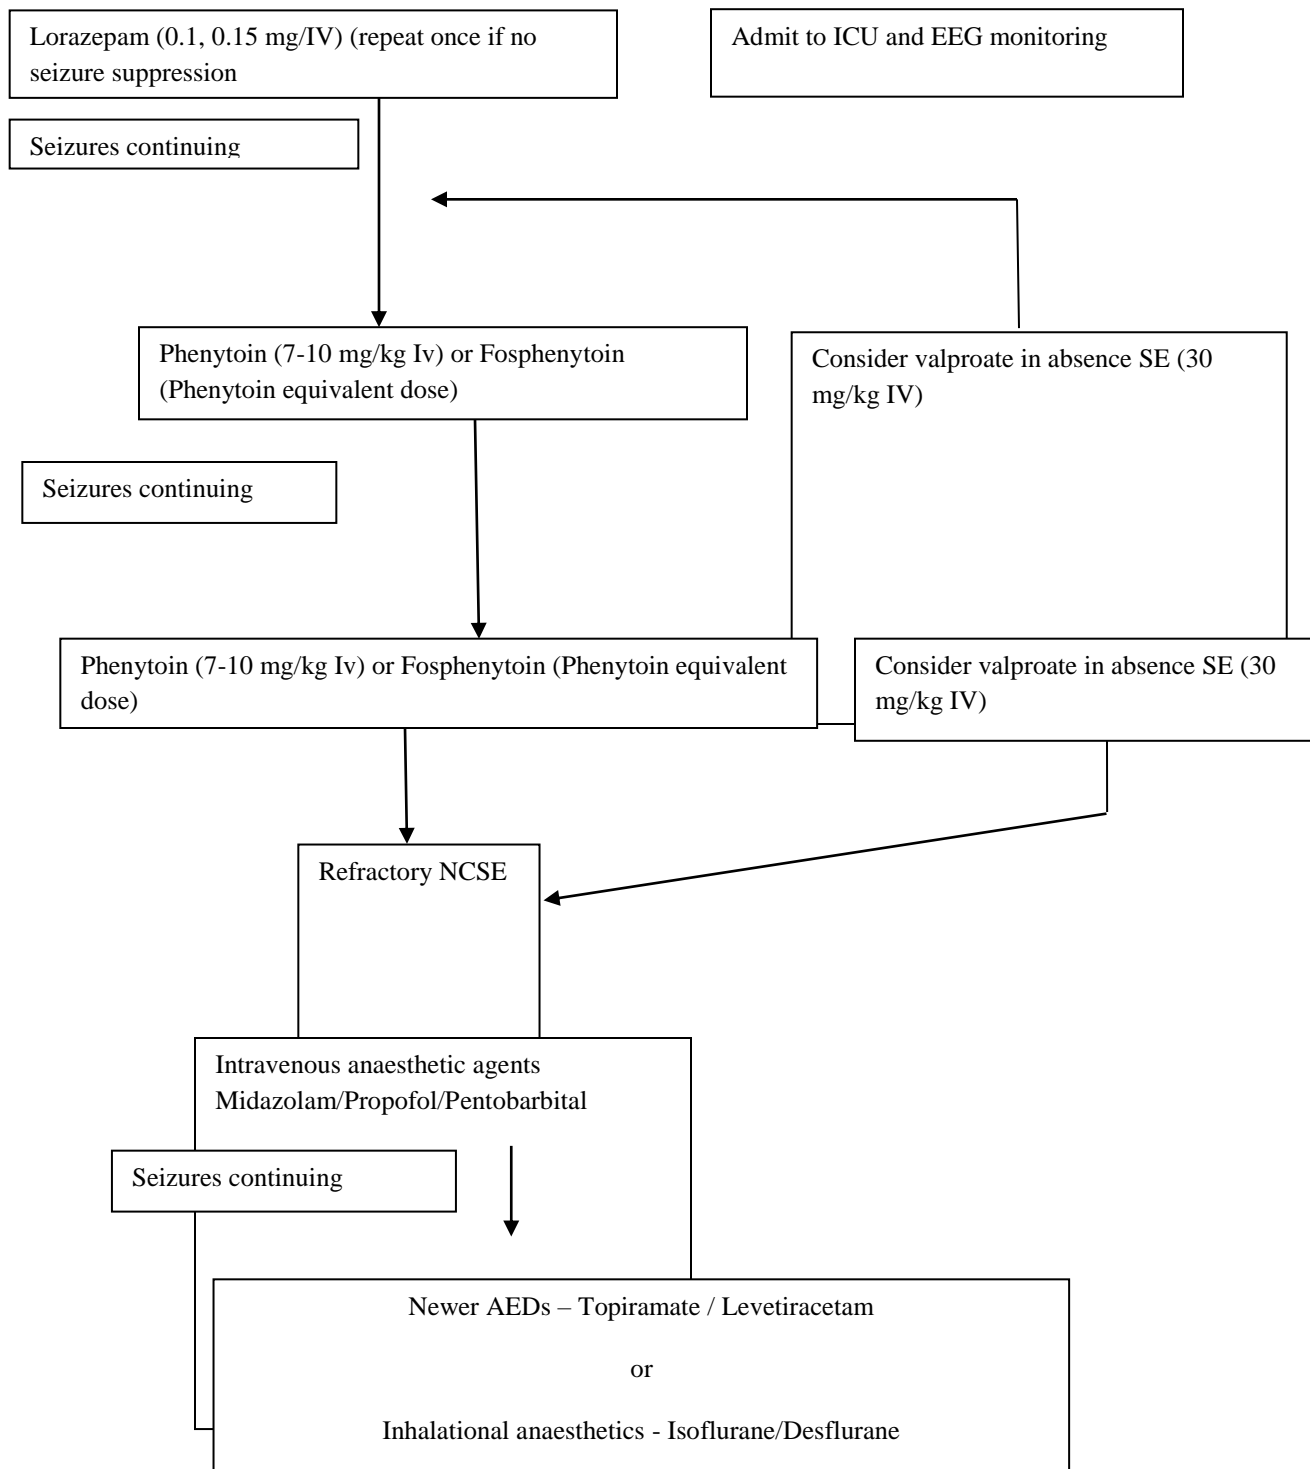 Lorazepam (0.1, 0.15 mg/IV) (repeat once if no
seizure suppression
Admit to ICU and EEG monitoring
Seizures continuing
Phenytoin (7-10 mg/kg Iv) or Fosphenytoin
(Phenytoin equivalent dose)
Consider valproate in absence SE (30
mg/kg IV)
Seizures continuing
Phenytoin (7-10 mg/kg Iv) or Fosphenytoin (Phenytoin equivalent
dose)
Consider valproate in absence SE (30
mg/kg IV)
Refractory NCSE
Intravenous anaesthetic agents
Midazolam/Propofol/Pentobarbital
Seizures continuing
Newer AEDs – Topiramate / Levetiracetam
or
Inhalational anaesthetics - Isoflurane/Desflurane